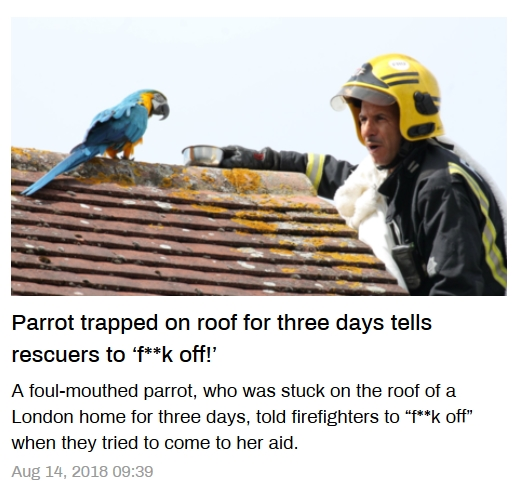 Parrot trapped on roof for three days tells
rescuers to ‘f**k off!’
A foul-mouthed parrot, who was stuck on the roof of a
London home for three days, told firefighters to “f**k off”
when they tried to come to her aid.
Aug 14, 2018 09:39